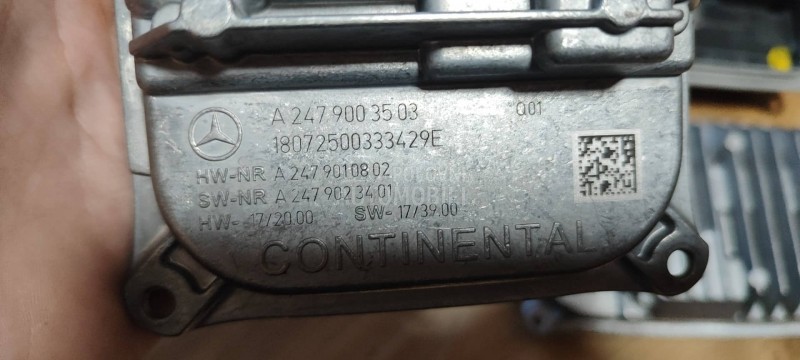 A 247 900 35 03 Q01
18072500333429E
HW-NR A 247 901 08 02
SW-NR A 247 902 34 01
HW- 17/20.00 SW- 17/39.00
CONTINENTAL